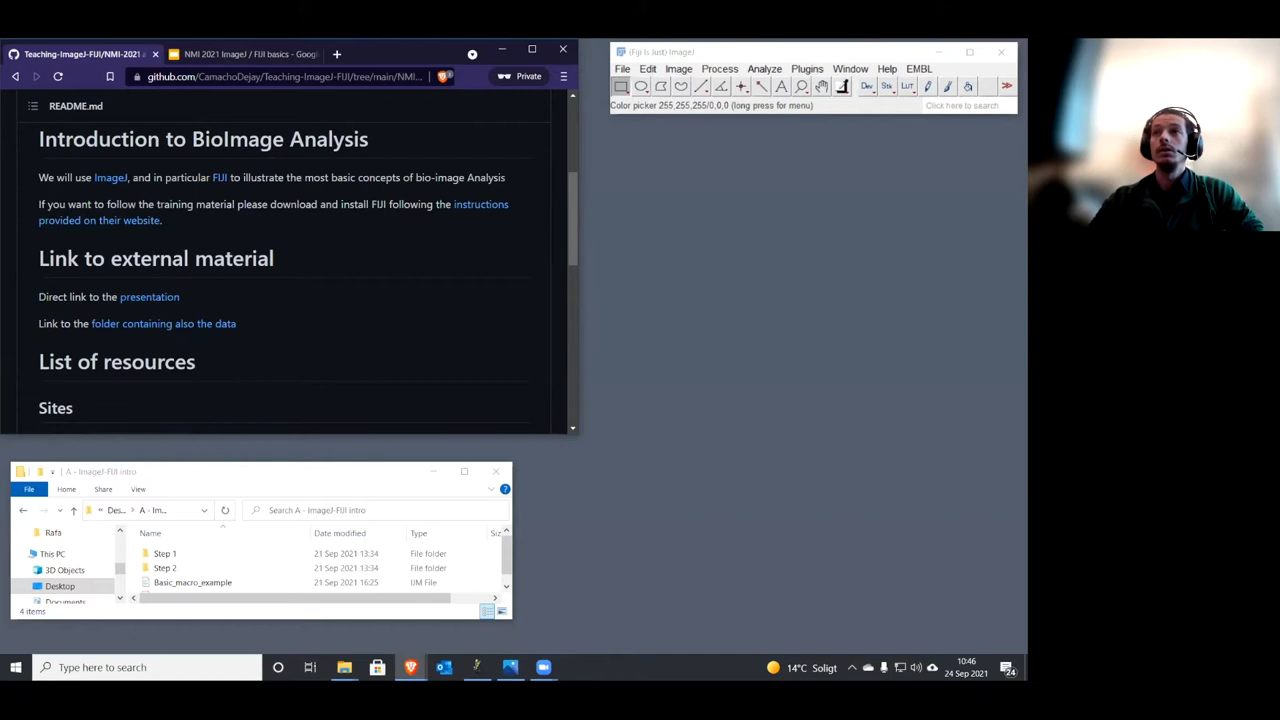 Teaching-ImageJ-FIJI/NMI-2021 a
NMI 2021 ImageJ / FIJI basics - Goog
github.com/CamachoDejay/Teaching-ImageJ-FIJI/tree/main/NMI...
Private
README.md
Introduction to BioImage Analysis
We will use ImageJ, and in particular FIJI to illustrate the most basic concepts of bio-image Analysis
If you want to follow the training material please download and install FIJI following the instructions
provided on their website.
Link to external material
Direct link to the presentation
Link to the folder containing also the data
List of resources
Sites
(Fiji Is Just) ImageJ
File Edit Image Process Analyze Plugins Window Help EMBL
Dev Stk LUT
Color picker 255,255,255/0,0,0 (long press for menu)
Click here to search
A - ImageJ-FIJI intro
File Home Share View
Des... A - Im...
Search A - ImageJ-FIJI intro
Rafa
This PC
3D Objects
Desktop
Documents
Name Date modified Type Siz
Step 1 21 Sep 2021 13:34 File folder
Step 2 21 Sep 2021 13:34 File folder
Basic_macro_example 21 Sep 2021 16:25 IJM File
4 items
Type here to search
14°C Soligt
10:46
24 Sep 2021
24